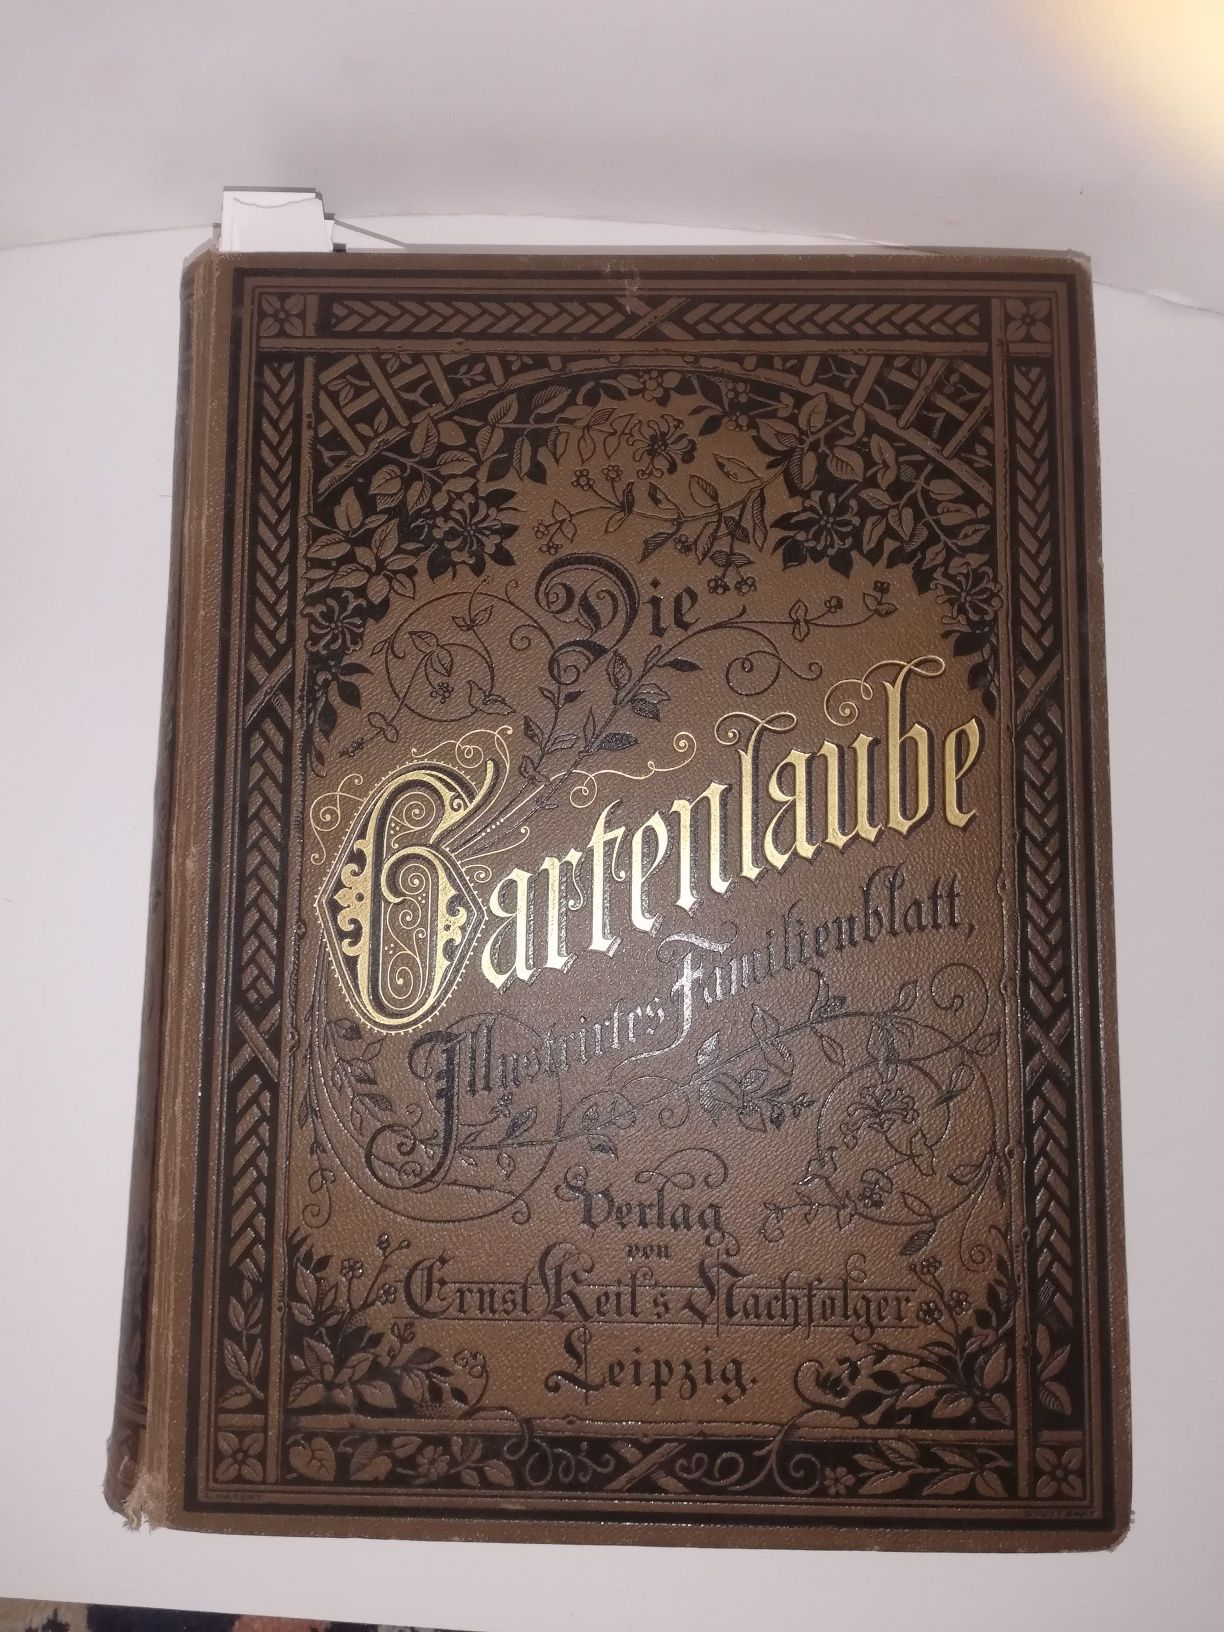 Die
Gartenlaube
Illustrirtes Familienblatt,
Verlag
von
Ernst Keil's Nachfolger
Leipzig.